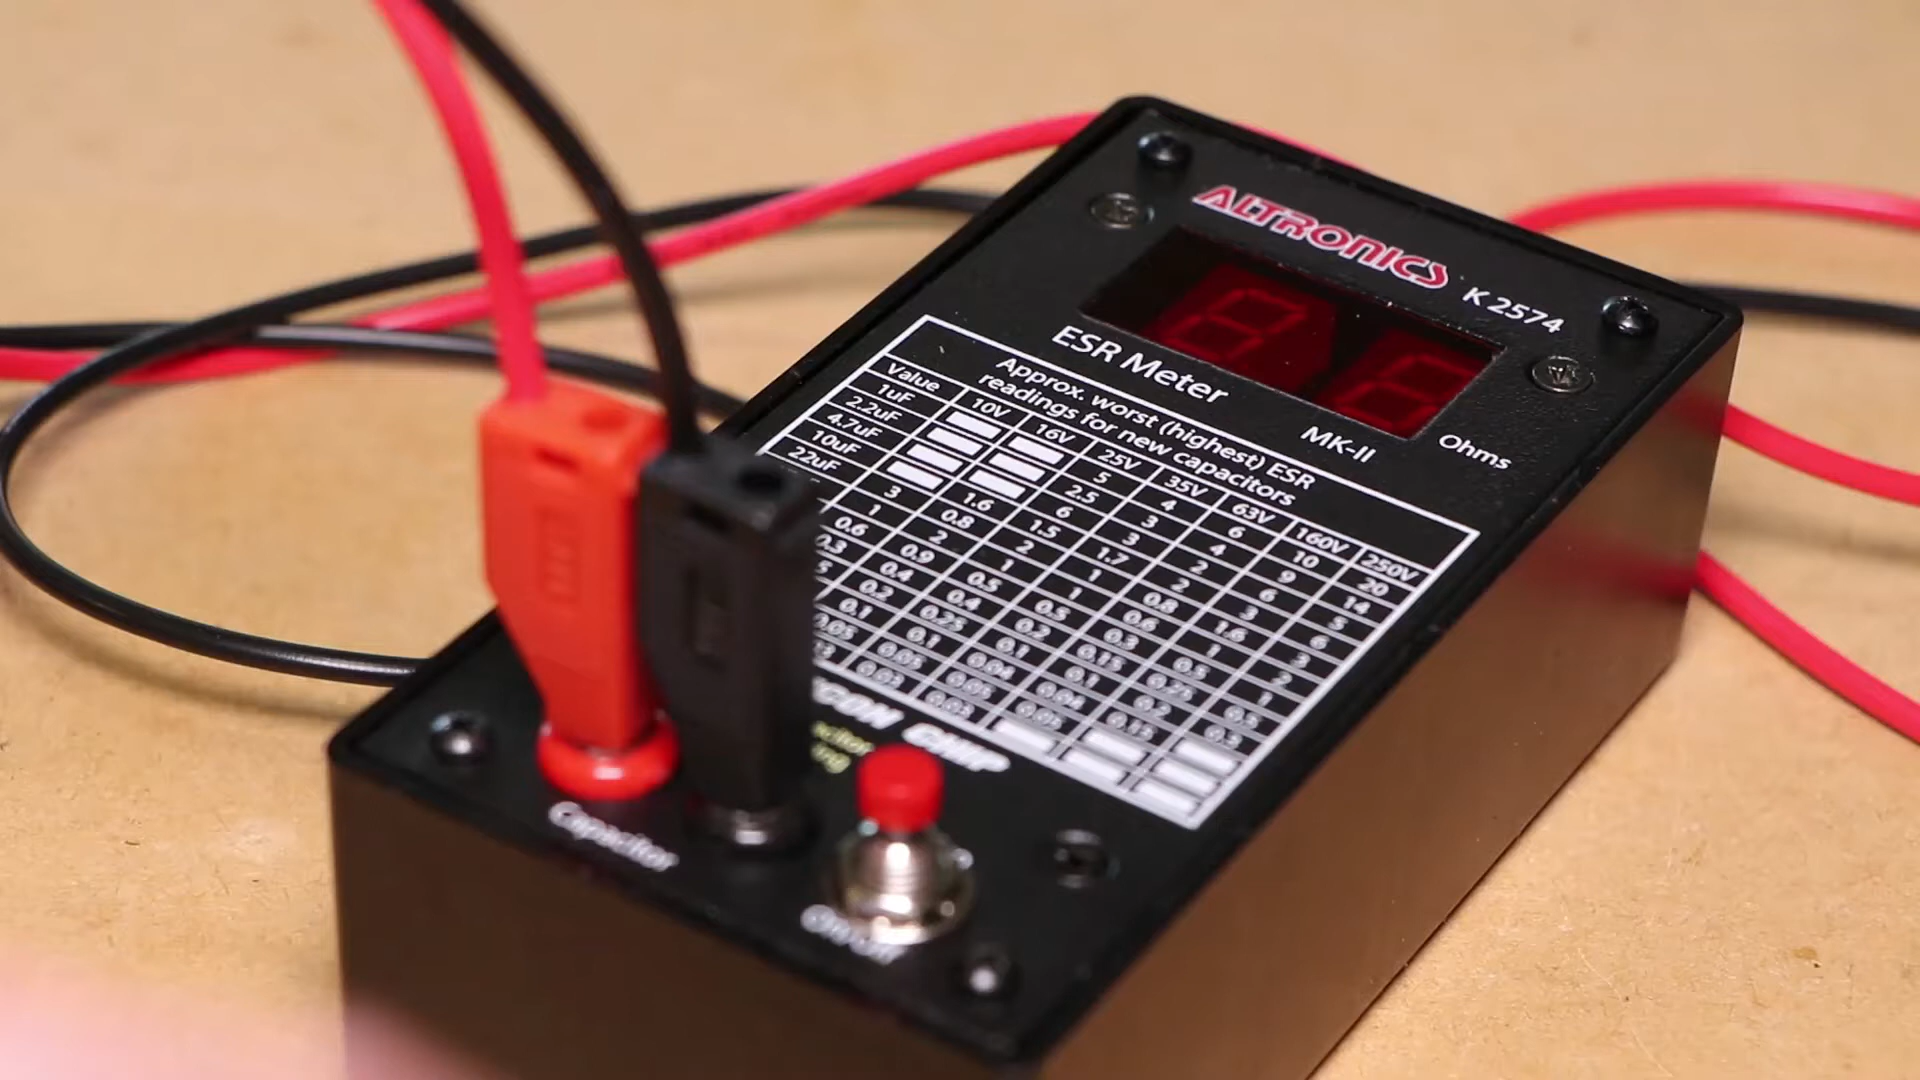 ALTRONICS
K 2574
ESR Meter
MK-II
Ohms
Approx. worst (highest) ESR
readings for new capacitors
Value 10V 16V 25V 35V 63V 160V 250V
1uF 5 4 6 10 20
2.2uF 2.5 3 4 9 14
4.7uF 6 3 2 6 5
10uF 1.6 1.5 1.7 2 3 6
22uF 3 0.8 2 1 0.8 1.6 3
1 2 1 1 0.6 1 2
0.6 0.9 0.5 0.5 0.3 0.5 1
0.3 0.4 0.4 0.2 0.15 0.25 0.5
0.2 0.25 0.1 0.1 0.2 0.3
0.1 0.1 0.04 0.04 0.15
0.05 0.05 0.05 0.05
0.03 0.03
CHIP
Capacitor
On-Off